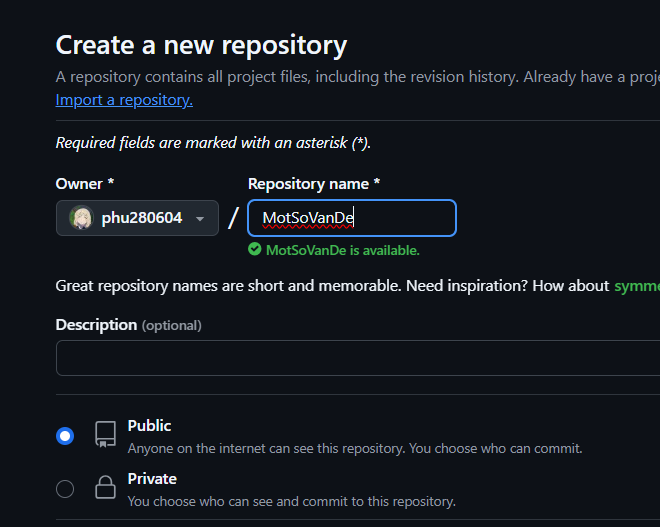 Create a new repository
A repository contains all project files, including the revision history. Already have a proje
Import a repository.
Required fields are marked with an asterisk (*).
Owner *
Repository name *
phu280604
/
MotSoVanDe
MotSoVanDe is available.
Great repository names are short and memorable. Need inspiration? How about symme
Description (optional)
Public
Anyone on the internet can see this repository. You choose who can commit.
Private
You choose who can see and commit to this repository.